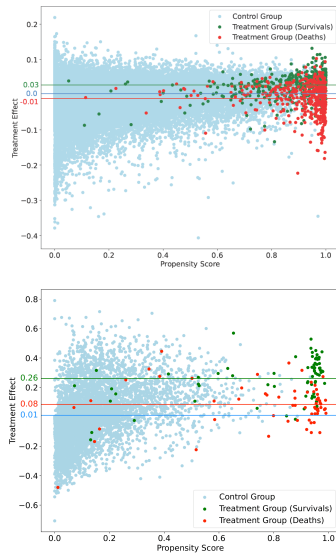 0.2
0.1
0.03
0.0
-0.01
−0.1
−0.2
−0.3
−0.4
Treatment Effect
Control Group
Treatment Group (Survivals)
Treatment Group (Deaths)
0.0 0.2 0.4 0.6 0.8 1.0
Propensity Score
0.8
0.6
0.4
0.26
0.2
0.08
0.01
−0.2
−0.4
−0.6
Treatment Effect
Control Group
Treatment Group (Survivals)
Treatment Group (Deaths)
0.0 0.2 0.4 0.6 0.8 1.0
Propensity Score